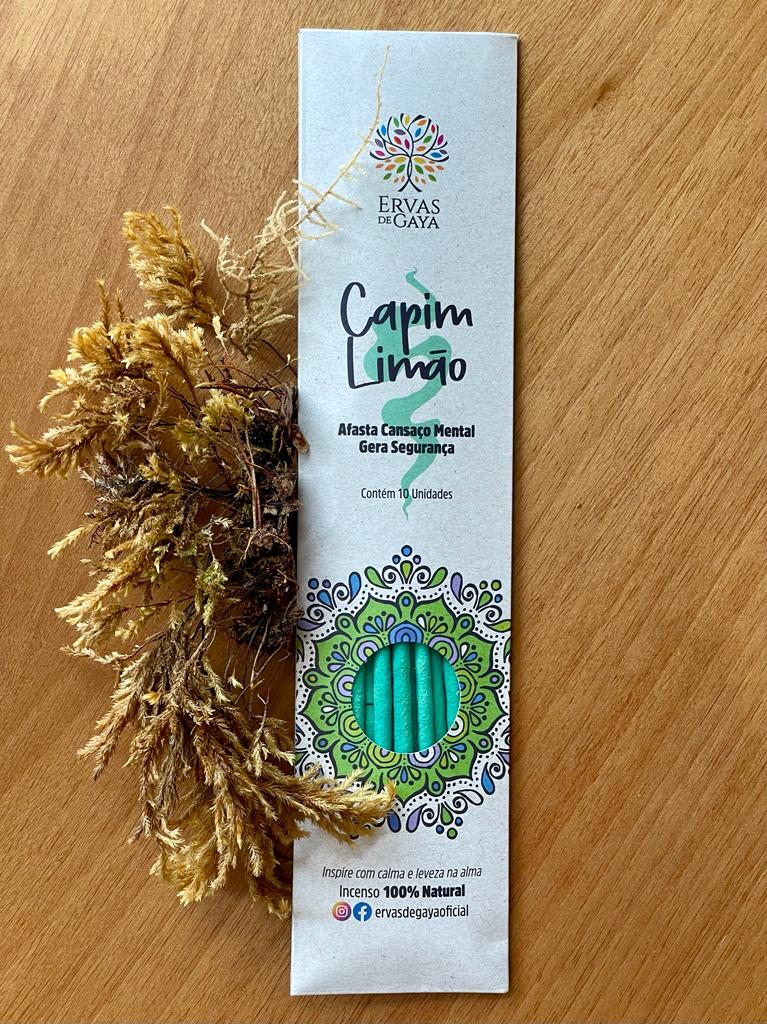 ERVAS
DE GAYA
Capim
Limão
Afasta Cansaço Mental
Gera Segurança
Contém 10 Unidades
Inspire com calma e leveza na alma
Incenso 100% Natural
ervasdegayaoficial